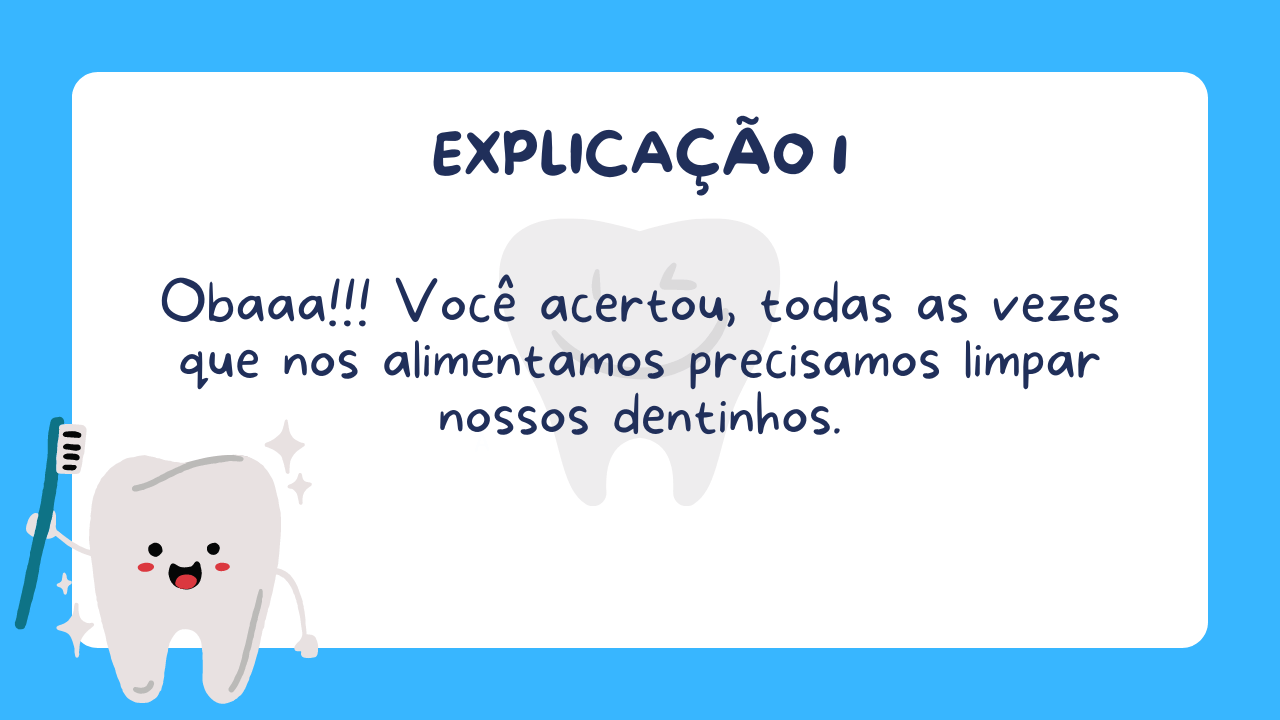 EXPLICAÇÃO 1
Obaaa!!! Você acertou, todas as vezes
que nos alimentamos precisamos limpar
nossos dentinhos.